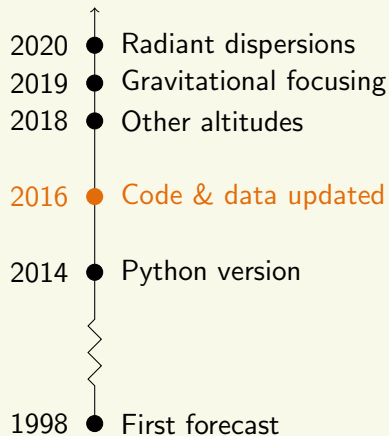 2020 Radiant dispersions
2019 Gravitational focusing
2018 Other altitudes
2016 Code & data updated
2014 Python version
1998 First forecast